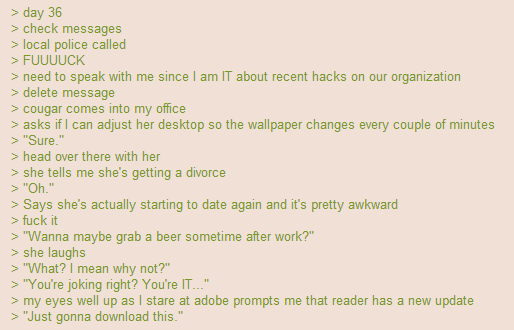 > day 36
> check messages
> local police called
> FUUUUCK
> need to speak with me since I am IT about recent hacks on our organization
> delete message
> cougar comes into my office
> asks if I can adjust her desktop so the wallpaper changes every couple of minutes
> "Sure."
> head over there with her
> she tells me she's getting a divorce
> "Oh."
> Says she's actually starting to date again and it's pretty awkward
> fuck it
> "Wanna maybe grab a beer sometime after work?"
> she laughs
> "What? I mean why not?"
> "You're joking right? You're IT..."
> my eyes well up as I stare at adobe prompts me that reader has a new update
> "Just gonna download this."